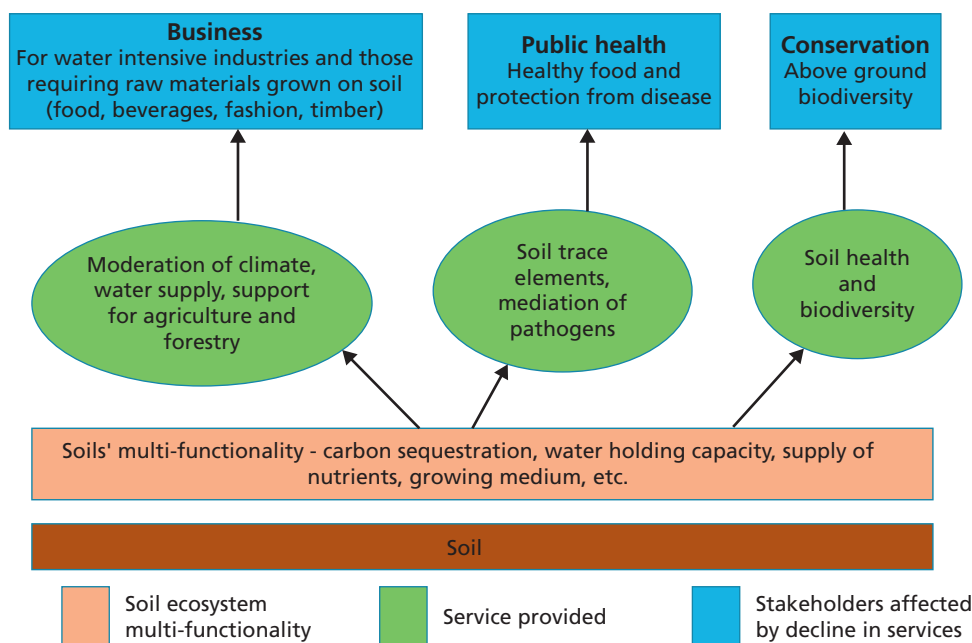 Business
For water intensive industries and those
requiring raw materials grown on soil
(food, beverages, fashion, timber)
Public health
Healthy food and
protection from disease
Conservation
Above ground
biodiversity
Moderation of climate,
water supply, support
for agriculture and
forestry
Soil trace
elements,
mediation of
pathogens
Soil health
and
biodiversity
Soils' multi-functionality - carbon sequestration, water holding capacity, supply of
nutrients, growing medium, etc.
Soil
Soil ecosystem
multi-functionality
Service provided
Stakeholders affected
by decline in services